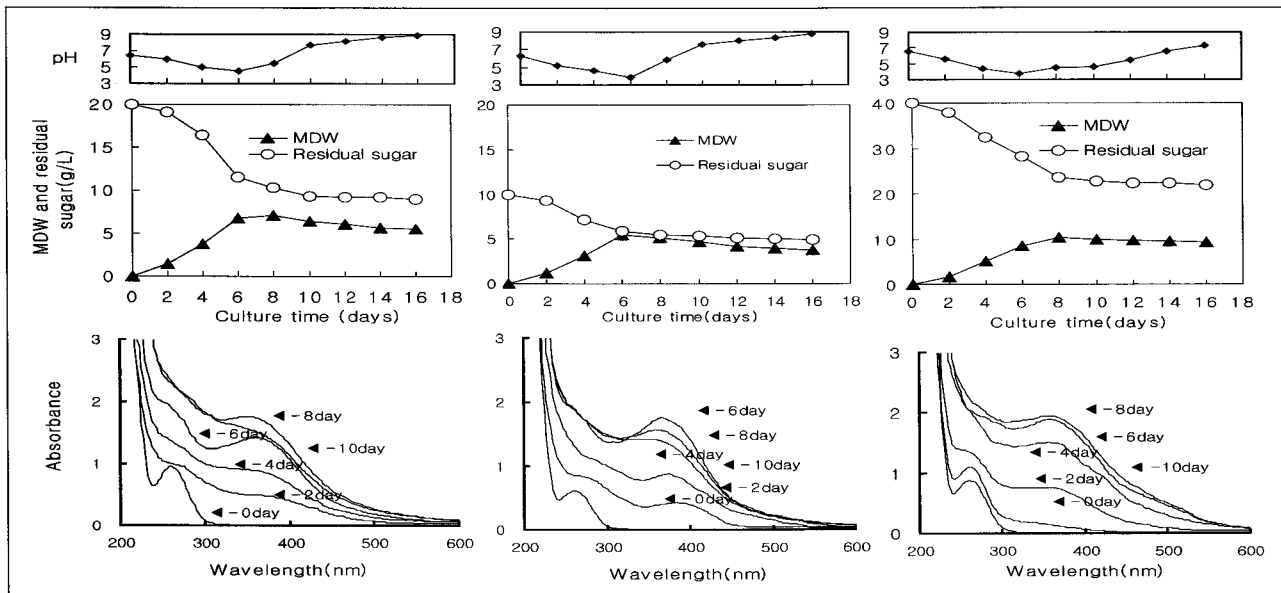 pH
9
7
5
3
9
7
5
3
9
7
5
3
MDW and residual
sugar(g/L)
20
15
10
5
0
MDW
Residual sugar
0 2 4 6 8 10 12 14 16 18
Culture time (days)
20
15
10
5
0
MDW
Residual sugar
0 2 4 6 8 10 12 14 16 18
Culture time(days)
40
30
20
10
0
MDW
Residual sugar
0 2 4 6 8 10 12 14 16 18
Culture time(days)
Absorbance
3
2
1
0
-8day
-6day
-10day
-4day
-2day
-0day
200 300 400 500 600
Wavelength(nm)
3
2
1
0
-6day
-8day
-4day
-10day
-2day
-0day
200 300 400 500 600
Wavelength(nm)
3
2
1
0
-8day
-6day
-4day
-10day
-2day
-0day
200 300 400 500 600
Wavelength(nm)